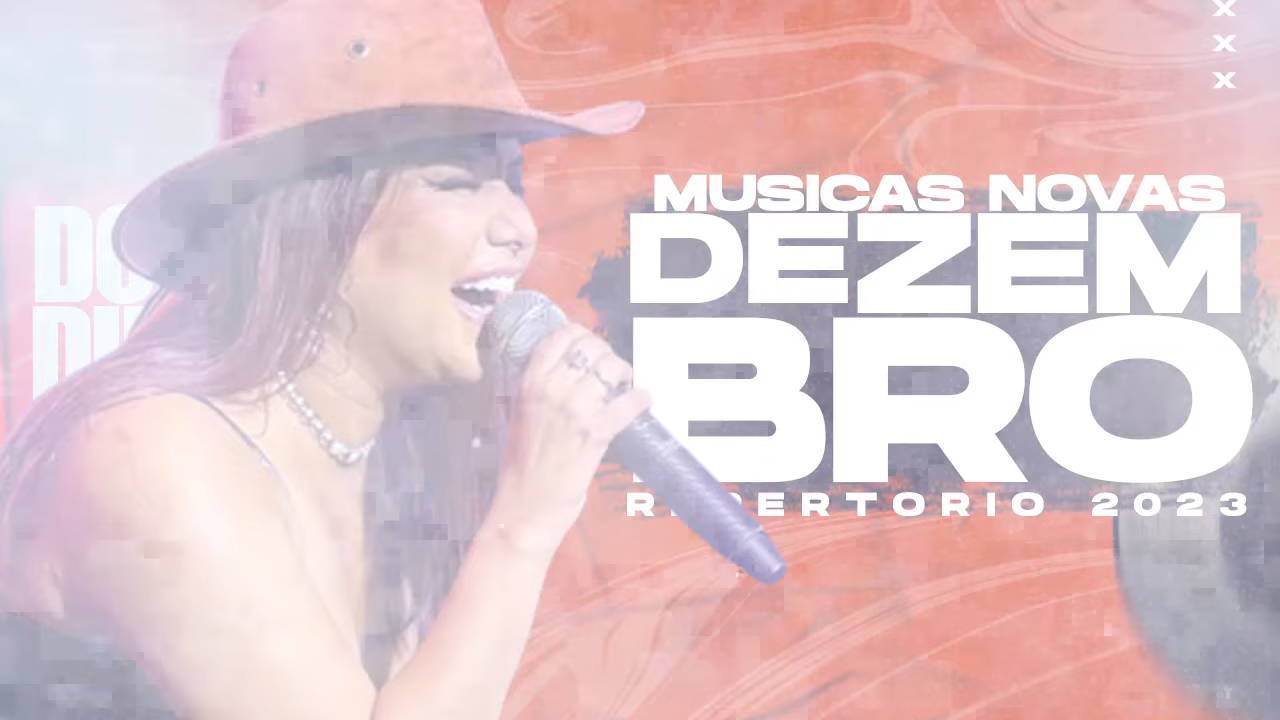 X
X
X
MUSICAS NOVAS
DEZEM
BRO
REPERTORIO 2023